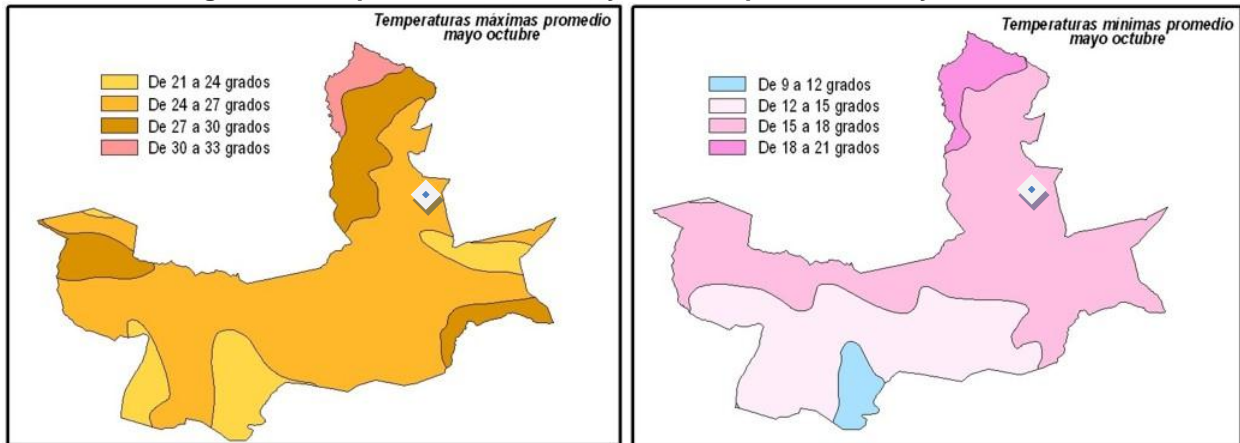 Temperaturas máximas promedio
mayo octubre
De 21 a 24 grados
De 24 a 27 grados
De 27 a 30 grados
De 30 a 33 grados
Temperaturas mínimas promedio
mayo octubre
De 9 a 12 grados
De 12 a 15 grados
De 15 a 18 grados
De 18 a 21 grados